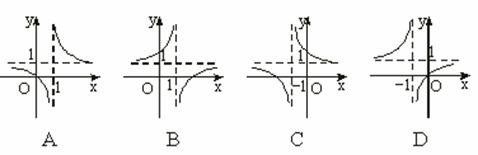 y y y y
1 1 1 1
O 1 x O 1 x -1 O x -1 O x
A B C D